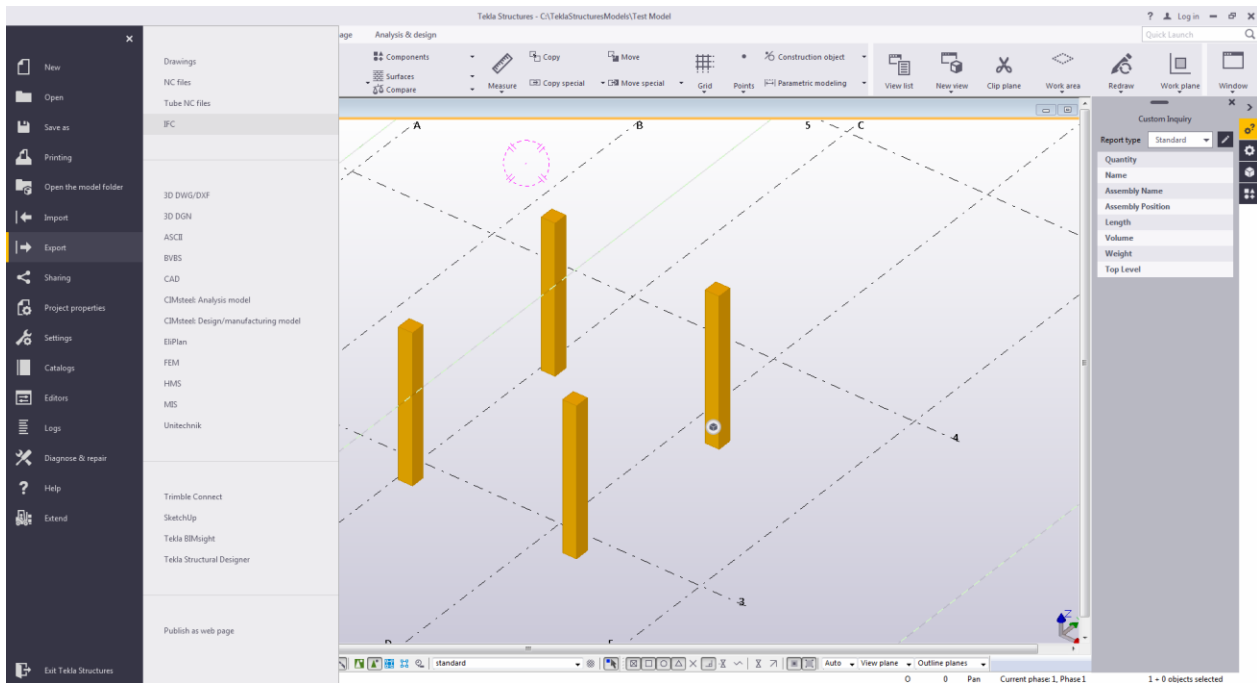 Tekla Structures - C:\TeklaStructuresModels\Test Model
? Log in
age Analysis & design
Quick Launch
New
Open
Save as
Printing
Open the model folder
Import
Export
Sharing
Project properties
Settings
Catalogs
Editors
Logs
Diagnose & repair
? Help
Extend
Exit Tekla Structures
Drawings
NC files
Tube NC files
IFC
3D DWG/DXF
3D DGN
ASCII
BVBS
CAD
CIMsteel: Analysis model
CIMsteel: Design/manufacturing model
EliPlan
FEM
HMS
MIS
Unitechnik
Trimble Connect
SketchUp
Tekla BIMsight
Tekla Structural Designer
Publish as web page
Components
Surfaces
Compare
Measure
Copy
Copy special
Move
Move special
Grid
Points
Construction object
Parametric modeling
View list
New view
Clip plane
Work area
Redraw
Work plane
Window
A
B
5
C
4
3
Z
Custom Inquiry
Report type Standard
Quantity
Name
Assembly Name
Assembly Position
Length
Volume
Weight
Top Level
standard
Auto
View plane
Outline planes
O 0 Pan Current phase: 1, Phase 1 1 + 0 objects selected